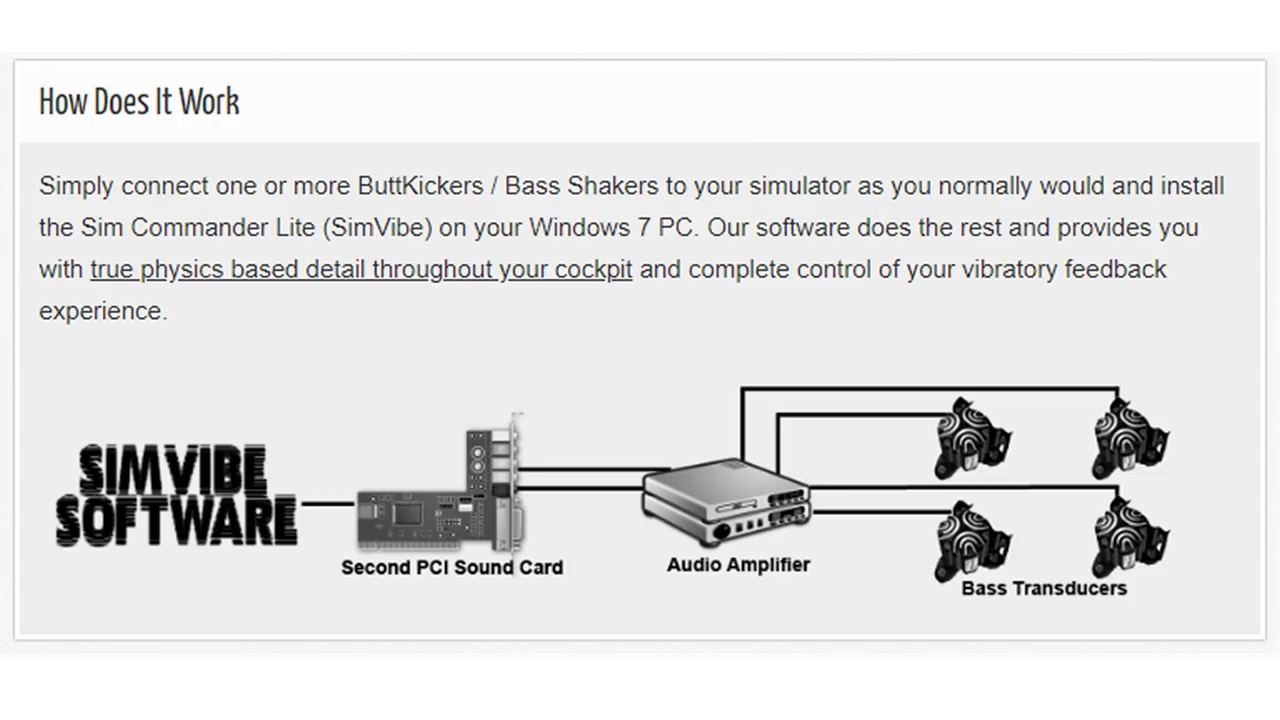 How Does It Work
Simply connect one or more ButtKickers / Bass Shakers to your simulator as you normally would and install
the Sim Commander Lite (SimVibe) on your Windows 7 PC. Our software does the rest and provides you
with true physics based detail throughout your cockpit and complete control of your vibratory feedback
experience.
SIMVIBE
SOFTWARE
Second PCI Sound Card
Audio Amplifier
Bass Transducers